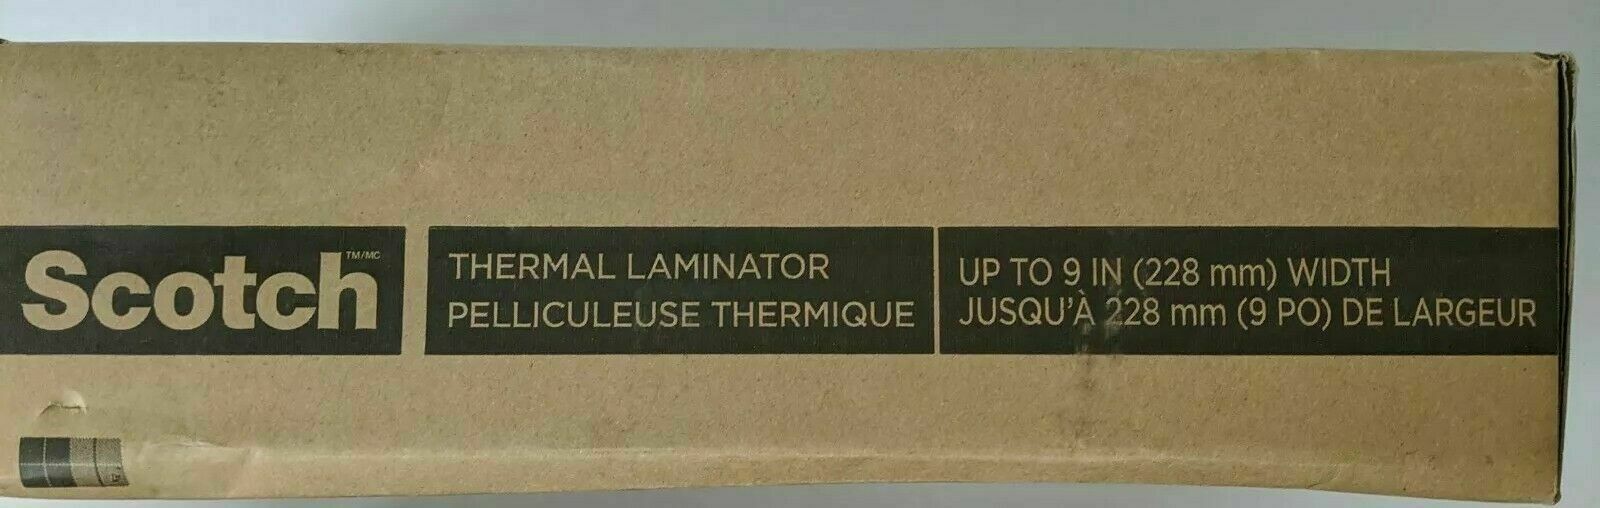 Scotch TM/MC
THERMAL LAMINATOR
PELLICULEUSE THERMIQUE
UP TO 9 IN (228 mm) WIDTH
JUSQU'À 228 mm (9 PO) DE LARGEUR